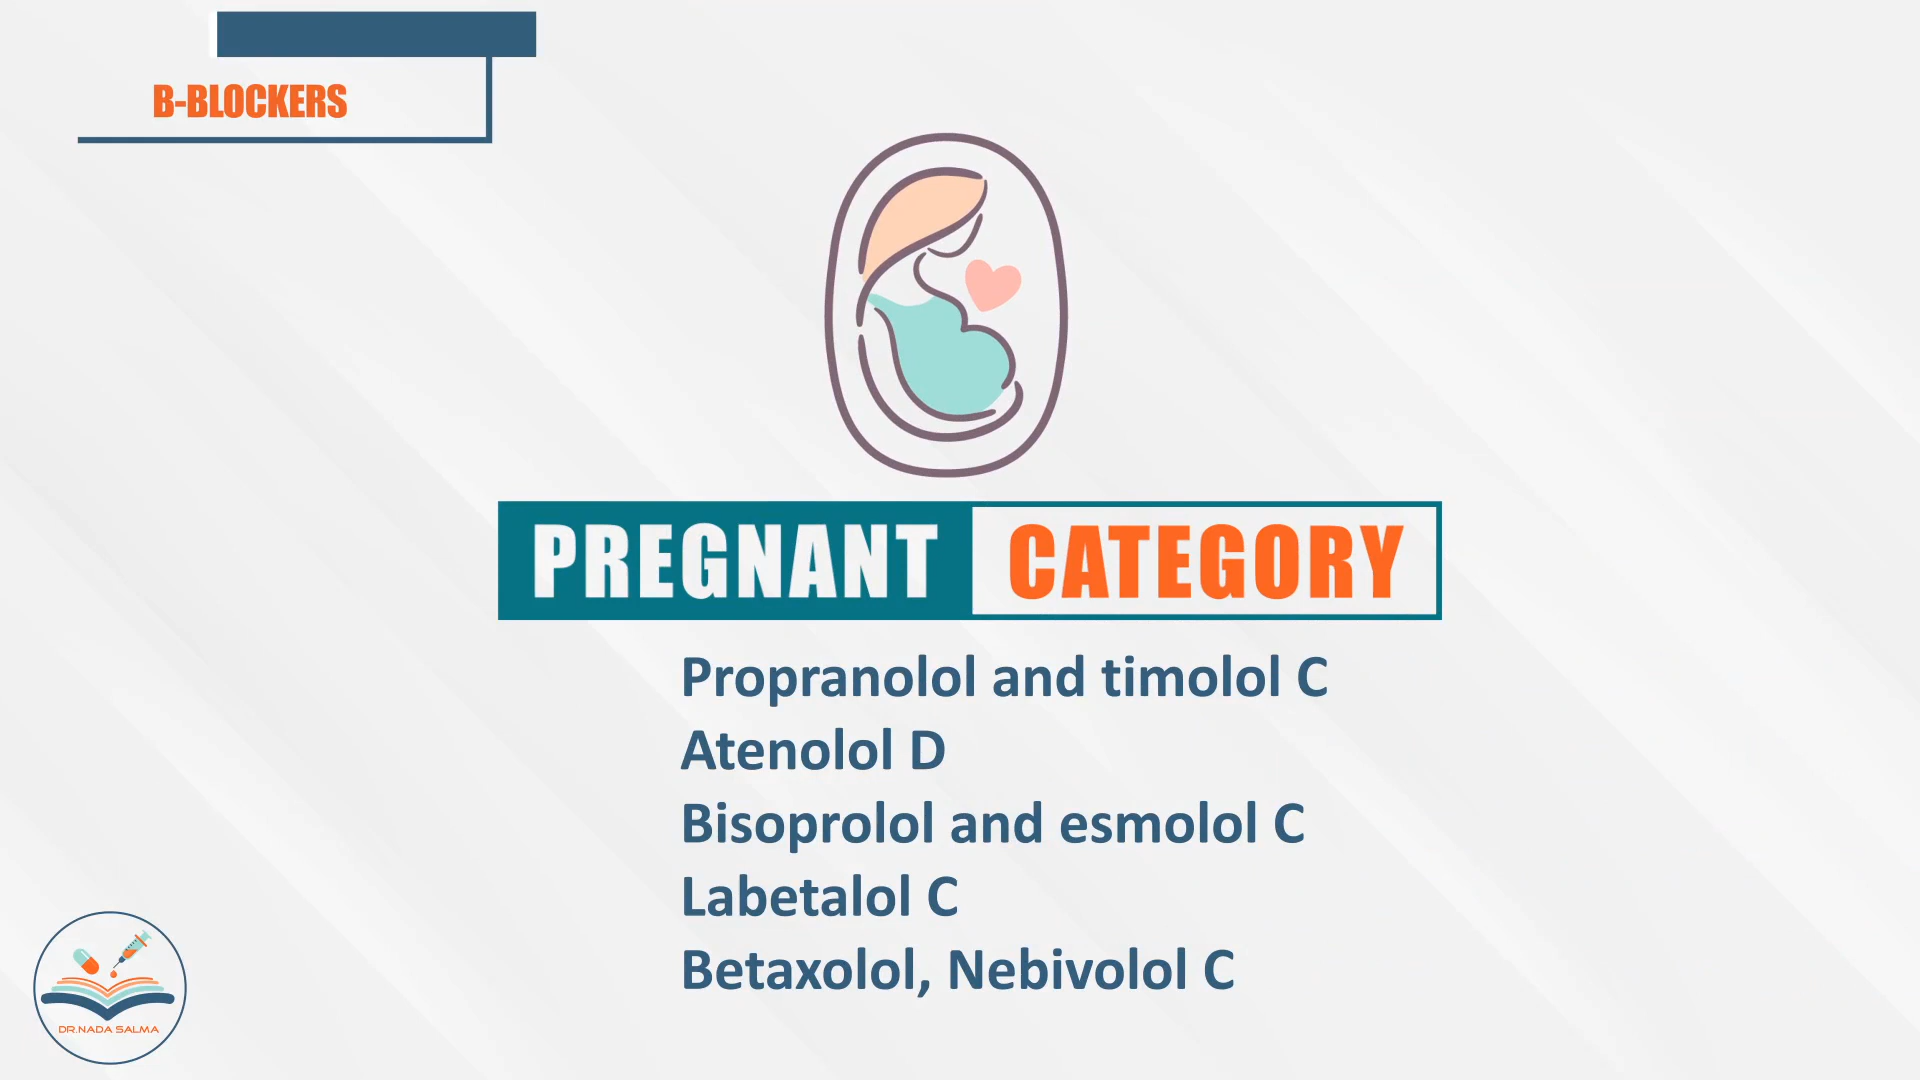 B-BLOCKERS
PREGNANT CATEGORY
Propranolol and timolol C
Atenolol D
Bisoprolol and esmolol C
Labetalol C
Betaxolol, Nebivolol C
DR.NADA SALMA